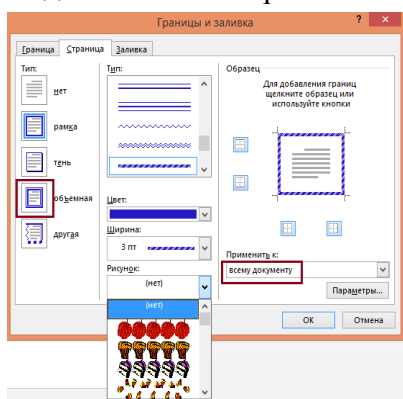 Границы и заливка
? ×
Граница Страница Заливка
Тип:
нет
рамка
тень
объемная
другая
Тип:
Цвет:
Ширина:
3 пт
Рисунок:
(нет)
(нет)
Образец
Для добавления границ
щелкните образец или
используйте кнопки
Применить к:
всему документу
Параметры...
ОК Отмена